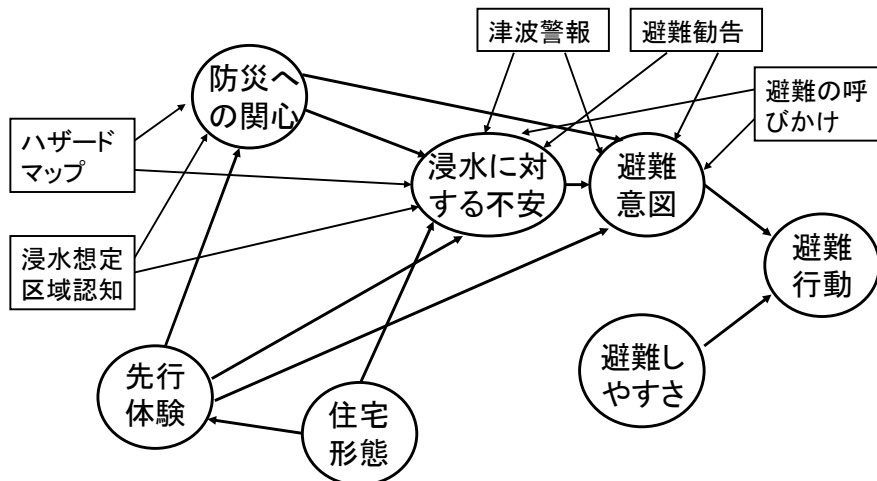 津波警報
避難勧告
防災へ
の関心
避難の呼
びかけ
ハザード
マップ
浸水に対
する不安
避難
意図
浸水想定
区域認知
避難
行動
先行
体験
住宅
形態
避難し
やすさ